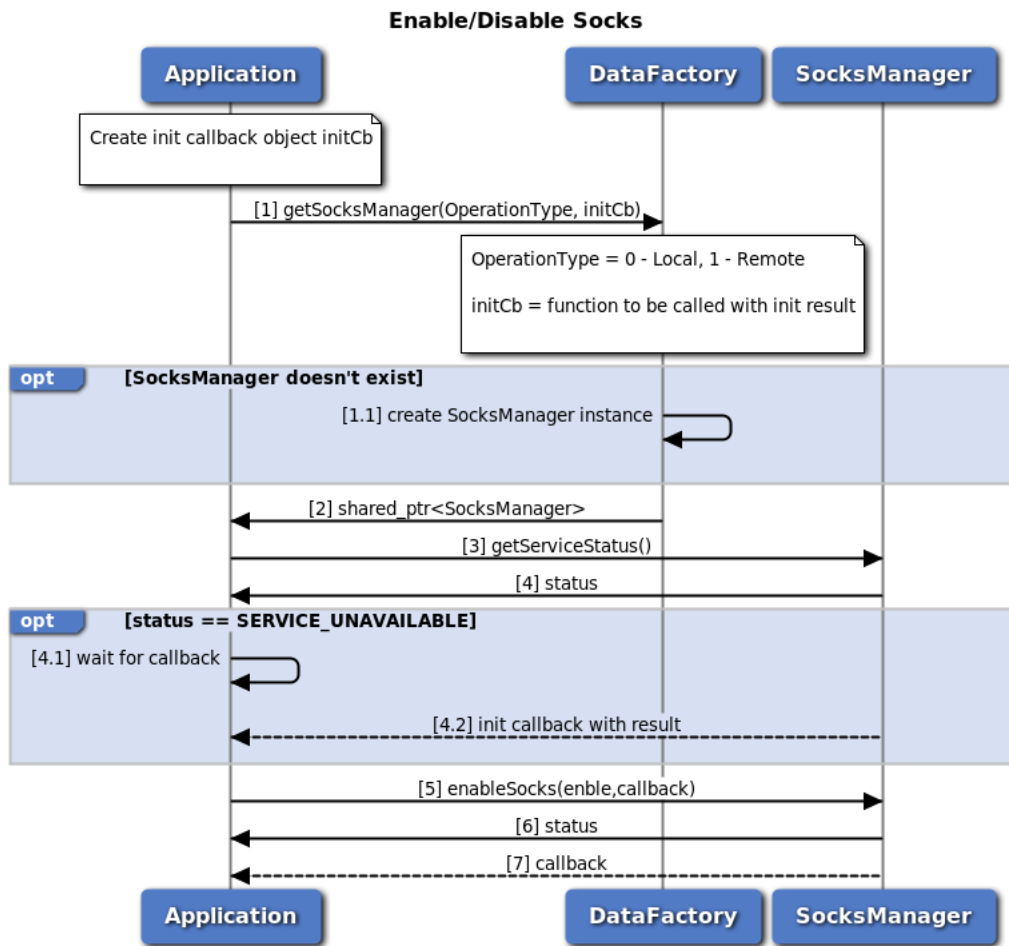 Enable/Disable Socks
Application
DataFactory
SocksManager
Create init callback object initCb
[1] getSocksManager(OperationType, initCb)
OperationType = 0 - Local, 1 - Remote
initCb = function to be called with init result
opt
[SocksManager doesn't exist]
[1.1] create SocksManager instance
[2] shared_ptr<SocksManager>
[3] getServiceStatus()
[4] status
opt
[status == SERVICE_UNAVAILABLE]
[4.1] wait for callback
[4.2] init callback with result
[5] enableSocks(enble,callback)
[6] status
[7] callback
Application
DataFactory
SocksManager